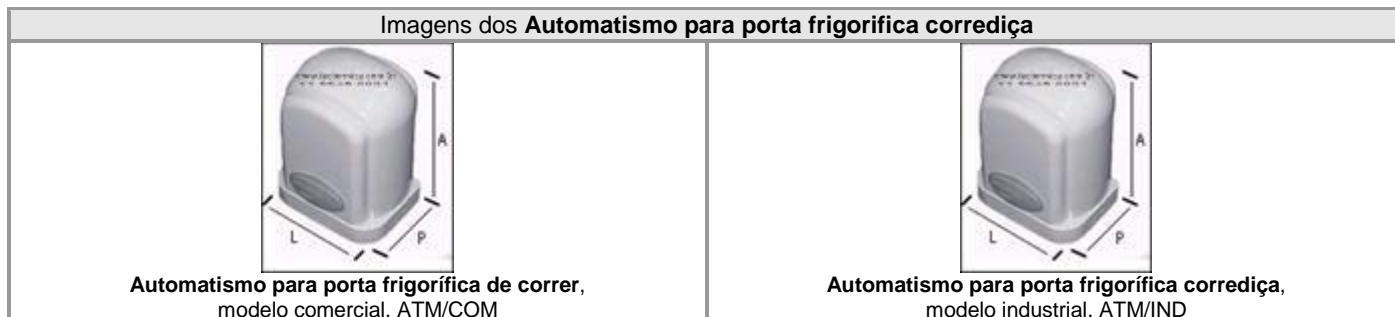 Imagens dos Automatismo para porta frigorifica corrediça
A
L
P
Automatismo para porta frigorífica de correr,
modelo comercial. ATM/COM
A
L
P
Automatismo para porta frigorífica corrediça,
modelo industrial. ATM/IND